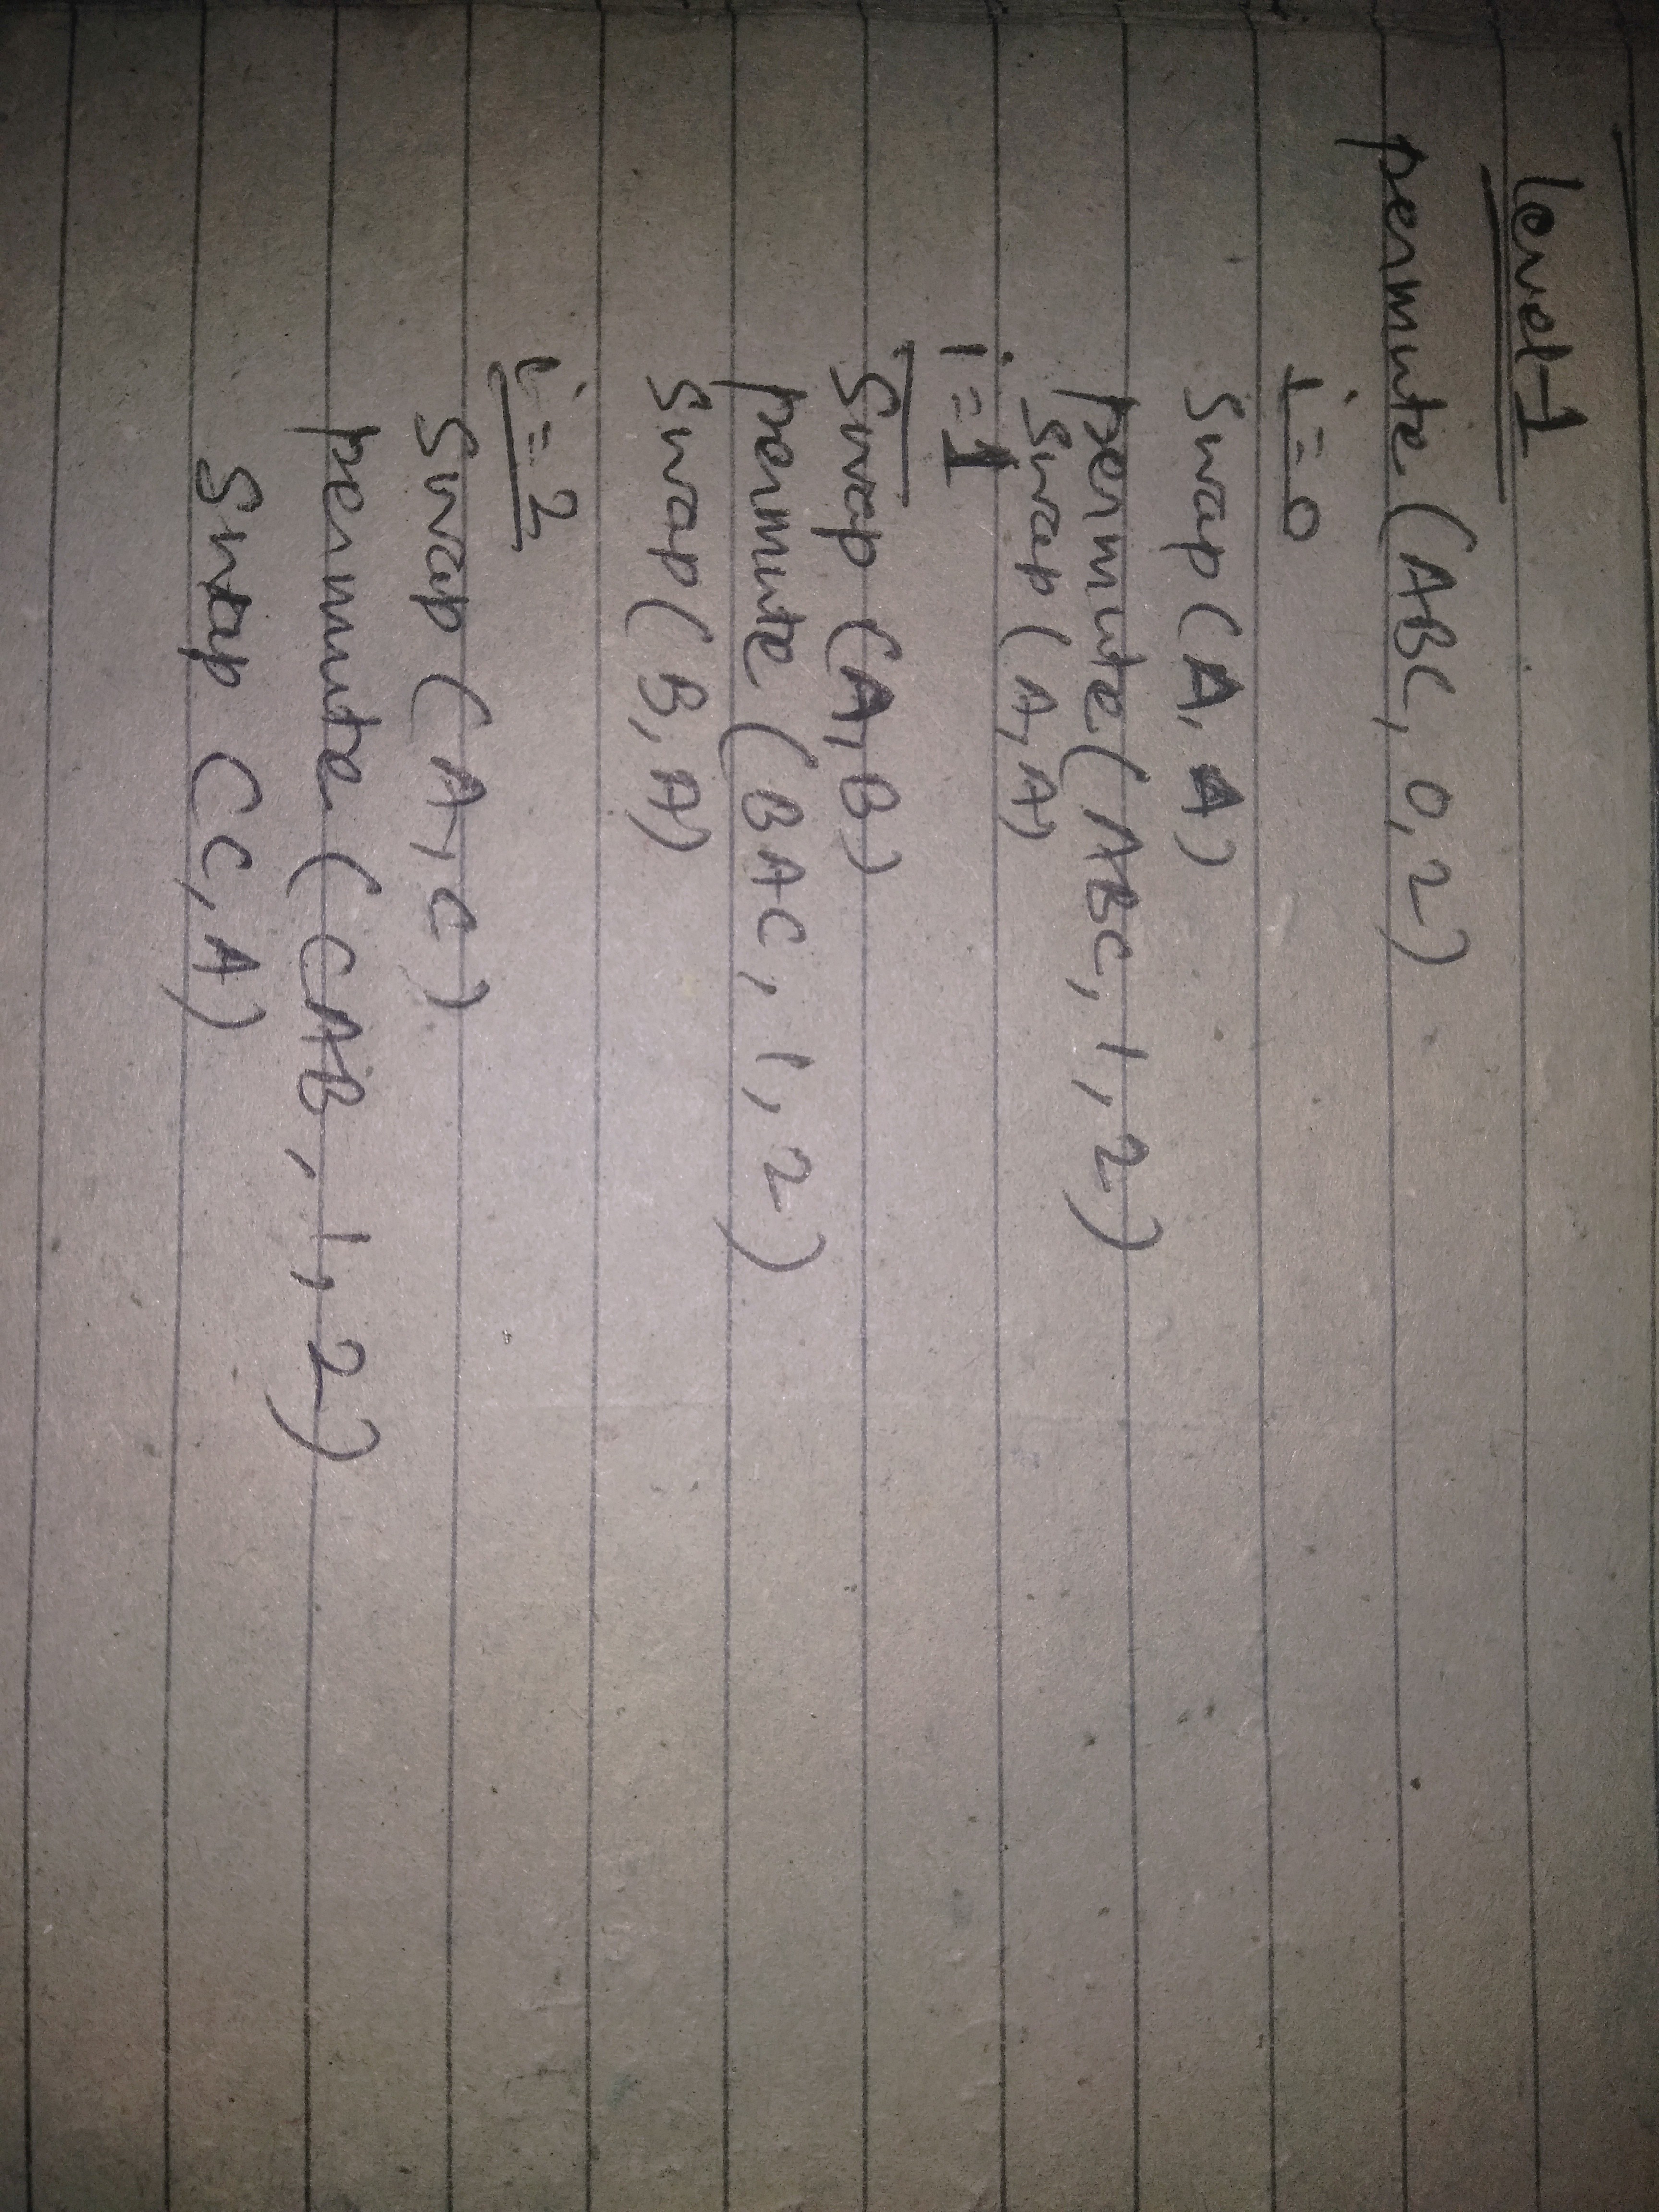 level-1
permute (ABC, 0,2)
i=0
Swap (A, A)
permute (ABC, 1, 2)
Swap (A, A)
i=1
Swap (A, B)
permute (BAC, 1, 2)
Swap (B, A)
i=2
Swap (A, C)
permute (CAB, 1, 2)
Swap (C, A)